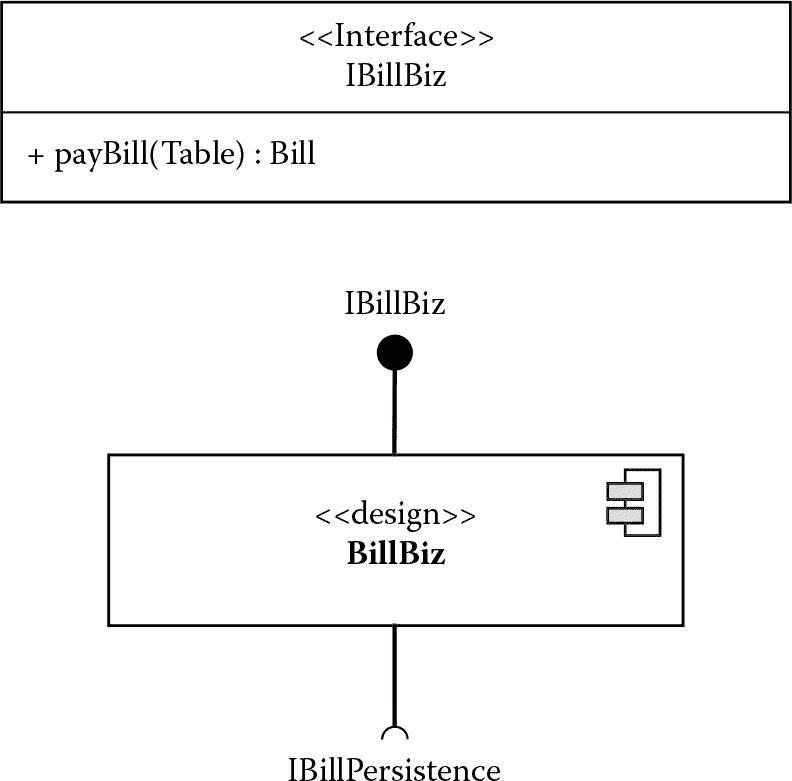 <<Interface>>
IBillBiz
+ payBill(Table) : Bill
IBillBiz
<<design>>
BillBiz
IBillPersistence